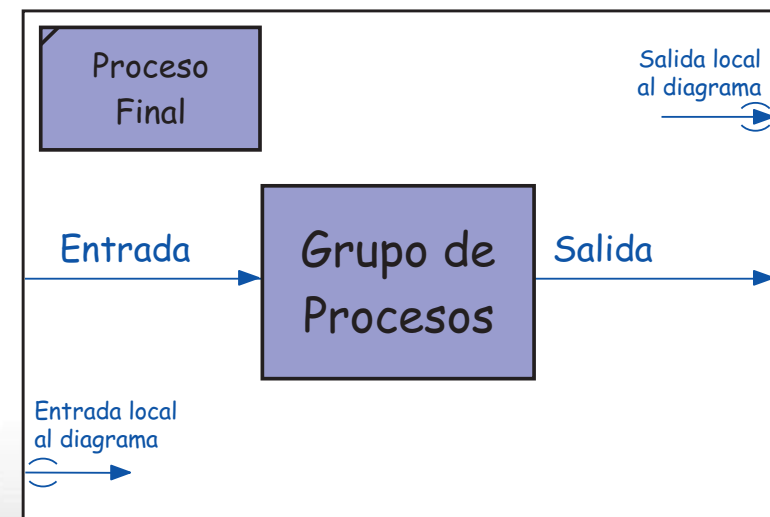 Proceso
Final
Salida local
al diagrama
Entrada
Grupo de
Procesos
Salida
Entrada local
al diagrama